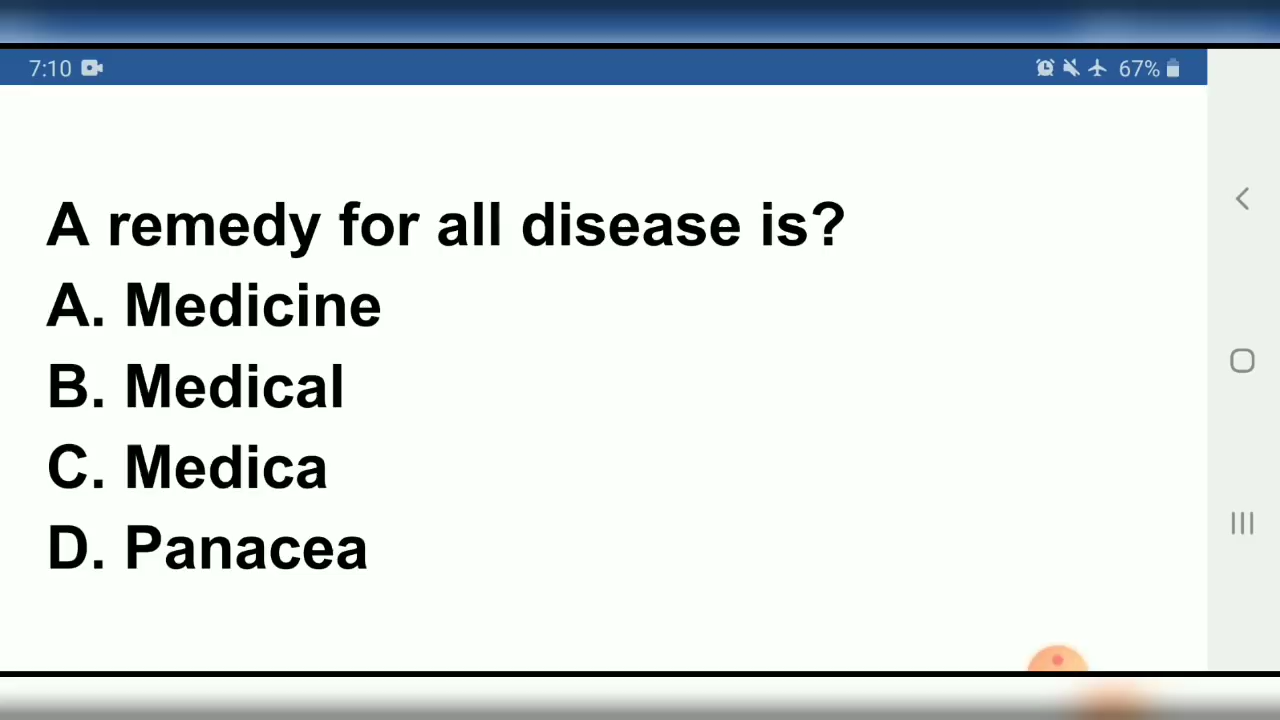 7:10
67%
A remedy for all disease is?
A. Medicine
B. Medical
C. Medica
D. Panacea